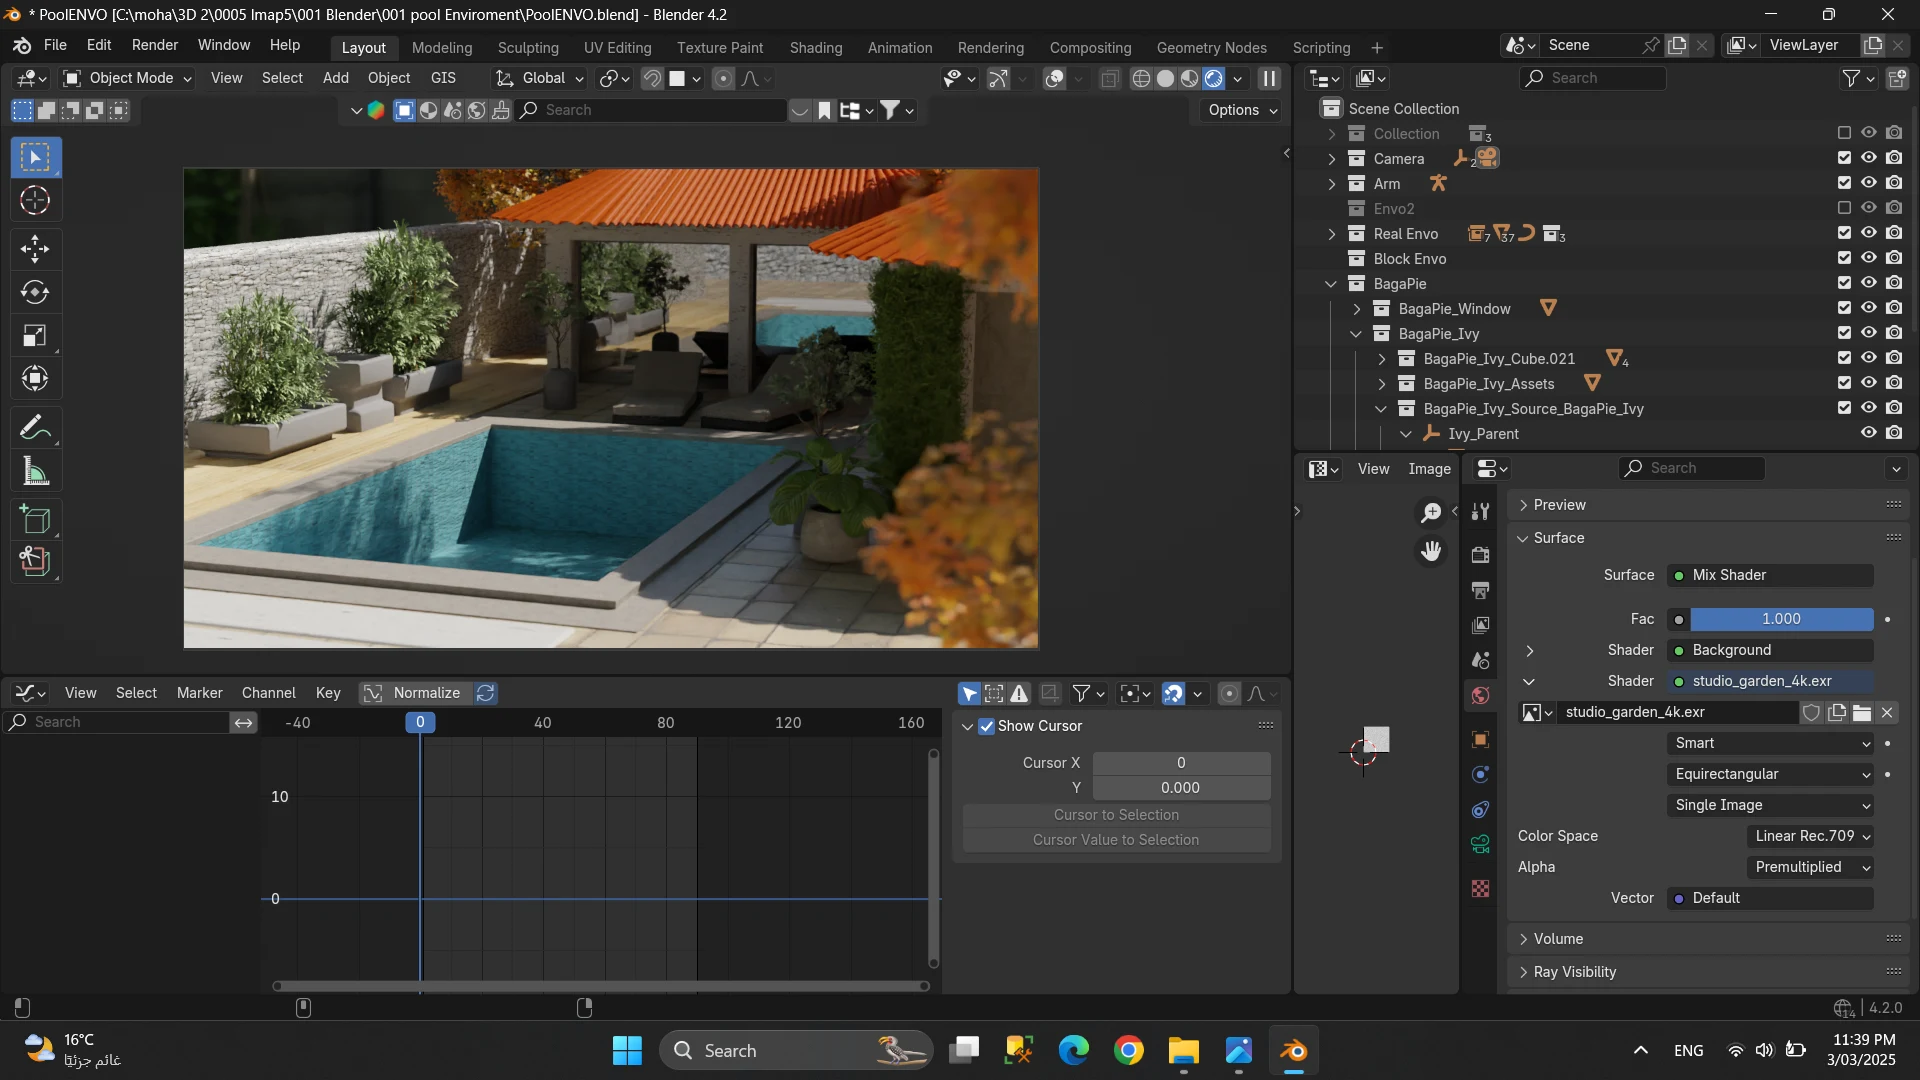 * PoolENVO [C:\moha\3D 2\0005 Imap5\001 Blender\001 pool Enviroment\PoolENVO.blend] - Blender 4.2
File Edit Render Window Help Layout Modeling Sculpting UV Editing Texture Paint Shading Animation Rendering Compositing Geometry Nodes Scripting + Scene ViewLayer
Object Mode View Select Add Object GIS Global Search
Search Options
Scene Collection
Collection 3
Camera 2
Arm
Envo2
Real Envo 7 37 3
Block Envo
BagaPie
BagaPie_Window
BagaPie_Ivy
BagaPie_Ivy_Cube.021 4
BagaPie_Ivy_Assets
BagaPie_Ivy_Source_BagaPie_Ivy
Ivy_Parent
View Image Search
Preview
Surface
Surface Mix Shader
Fac 1.000
Shader Background
Shader studio_garden_4k.exr
studio_garden_4k.exr
Smart
Equirectangular
Single Image
Color Space Linear Rec.709
Alpha Premultiplied
Vector Default
Volume
Ray Visibility
View Select Marker Channel Key Normalize
Search -40 0 40 80 120 160
10
0
Show Cursor
Cursor X 0
Y 0.000
Cursor to Selection
Cursor Value to Selection
14 4.2.0
16°C
غائم جزئيًا
Search
ENG
11:39 PM
3/03/2025